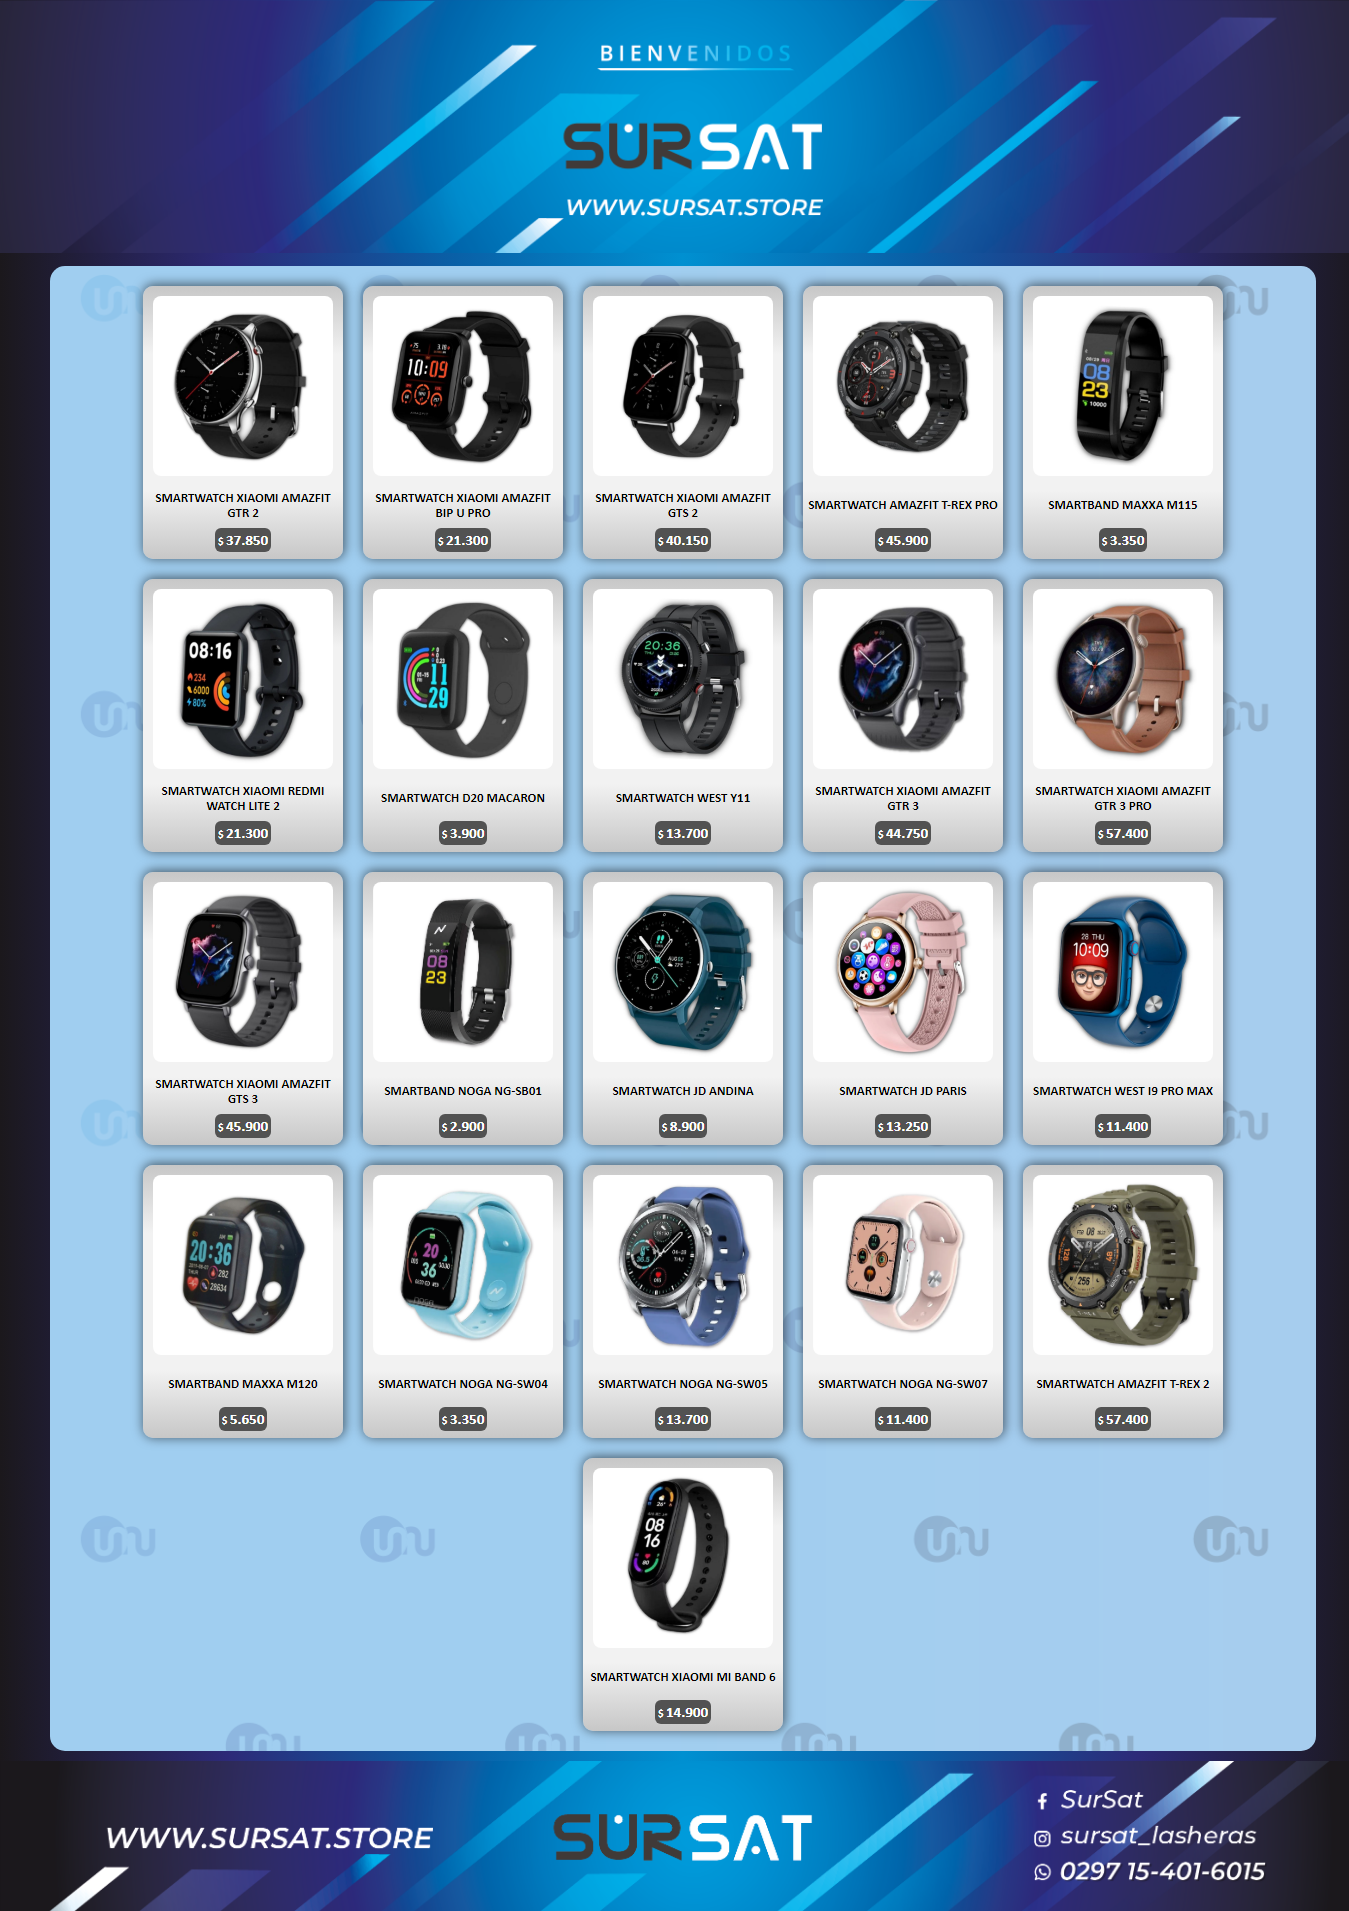 BIENVENIDOS
SURSAT
WWW.SURSAT.STORE
SMARTWATCH XIAOMI AMAZFIT
GTR 2
$ 37.850
SMARTWATCH XIAOMI AMAZFIT
BIP U PRO
$ 21.300
SMARTWATCH XIAOMI AMAZFIT
GTS 2
$ 40.150
SMARTWATCH AMAZFIT T-REX PRO
$ 45.900
SMARTBAND MAXXA M115
$ 3.350
SMARTWATCH XIAOMI REDMI
WATCH LITE 2
$ 21.300
SMARTWATCH D20 MACARON
$ 3.900
SMARTWATCH WEST Y11
$ 13.700
SMARTWATCH XIAOMI AMAZFIT
GTR 3
$ 44.750
SMARTWATCH XIAOMI AMAZFIT
GTR 3 PRO
$ 57.400
SMARTWATCH XIAOMI AMAZFIT
GTS 3
$ 45.900
SMARTBAND NOGA NG-SB01
$ 2.900
SMARTWATCH JD ANDINA
$ 8.900
SMARTWATCH JD PARIS
$ 13.250
SMARTWATCH WEST I9 PRO MAX
$ 11.400
SMARTBAND MAXXA M120
$ 5.650
SMARTWATCH NOGA NG-SW04
$ 3.350
SMARTWATCH NOGA NG-SW05
$ 13.700
SMARTWATCH NOGA NG-SW07
$ 11.400
SMARTWATCH AMAZFIT T-REX 2
$ 57.400
SMARTWATCH XIAOMI MI BAND 6
$ 14.900
WWW.SURSAT.STORE
SURSAT
SurSat
sursat_lasheras
0297 15-401-6015